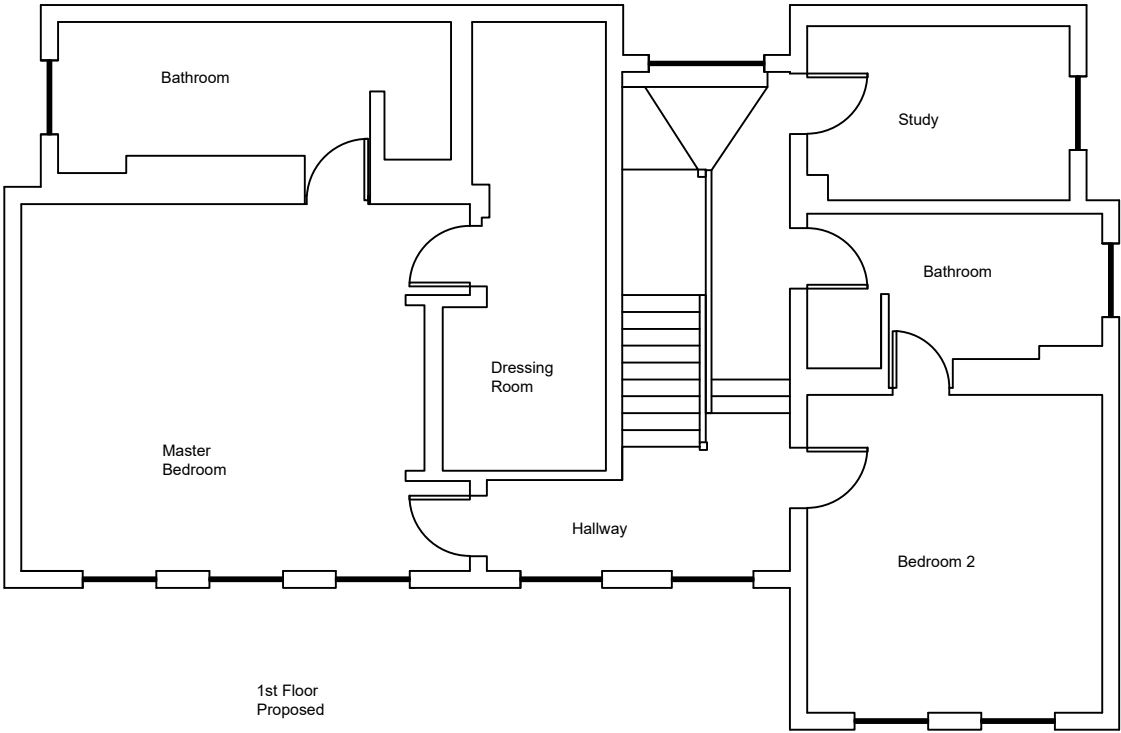 Bathroom
Study
Bathroom
Dressing
Room
Master
Bedroom
Hallway
Bedroom 2
1st Floor
Proposed